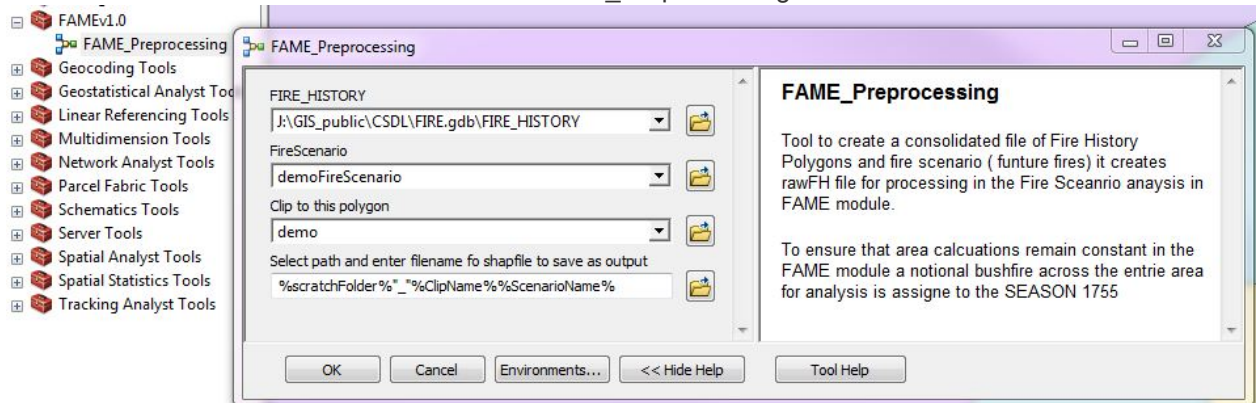 FAMEv1.0
FAME_Preprocessing
Geocoding Tools
Geostatistical Analyst Too
Linear Referencing Tools
Multidimension Tools
Network Analyst Tools
Parcel Fabric Tools
Schematics Tools
Server Tools
Spatial Analyst Tools
Spatial Statistics Tools
Tracking Analyst Tools
FAME_Preprocessing
FIRE_HISTORY
J:\GIS_public\CSDL\FIRE.gdb\FIRE_HISTORY
FireScenario
demoFireScenario
Clip to this polygon
demo
Select path and enter filename fo shapfile to save as output
%scratchFolder%"_"%ClipName%%ScenarioName%
OK
Cancel
Environments...
<< Hide Help
Tool Help
FAME_Preprocessing
Tool to create a consolidated file of Fire History
Polygons and fire scenario ( funture fires) it creates
rawFH file for processing in the Fire Sceanrio anaysis in
FAME module.
To ensure that area calcuations remain constant in the
FAME module a notional bushfire across the entrie area
for analysis is assigne to the SEASON 1755